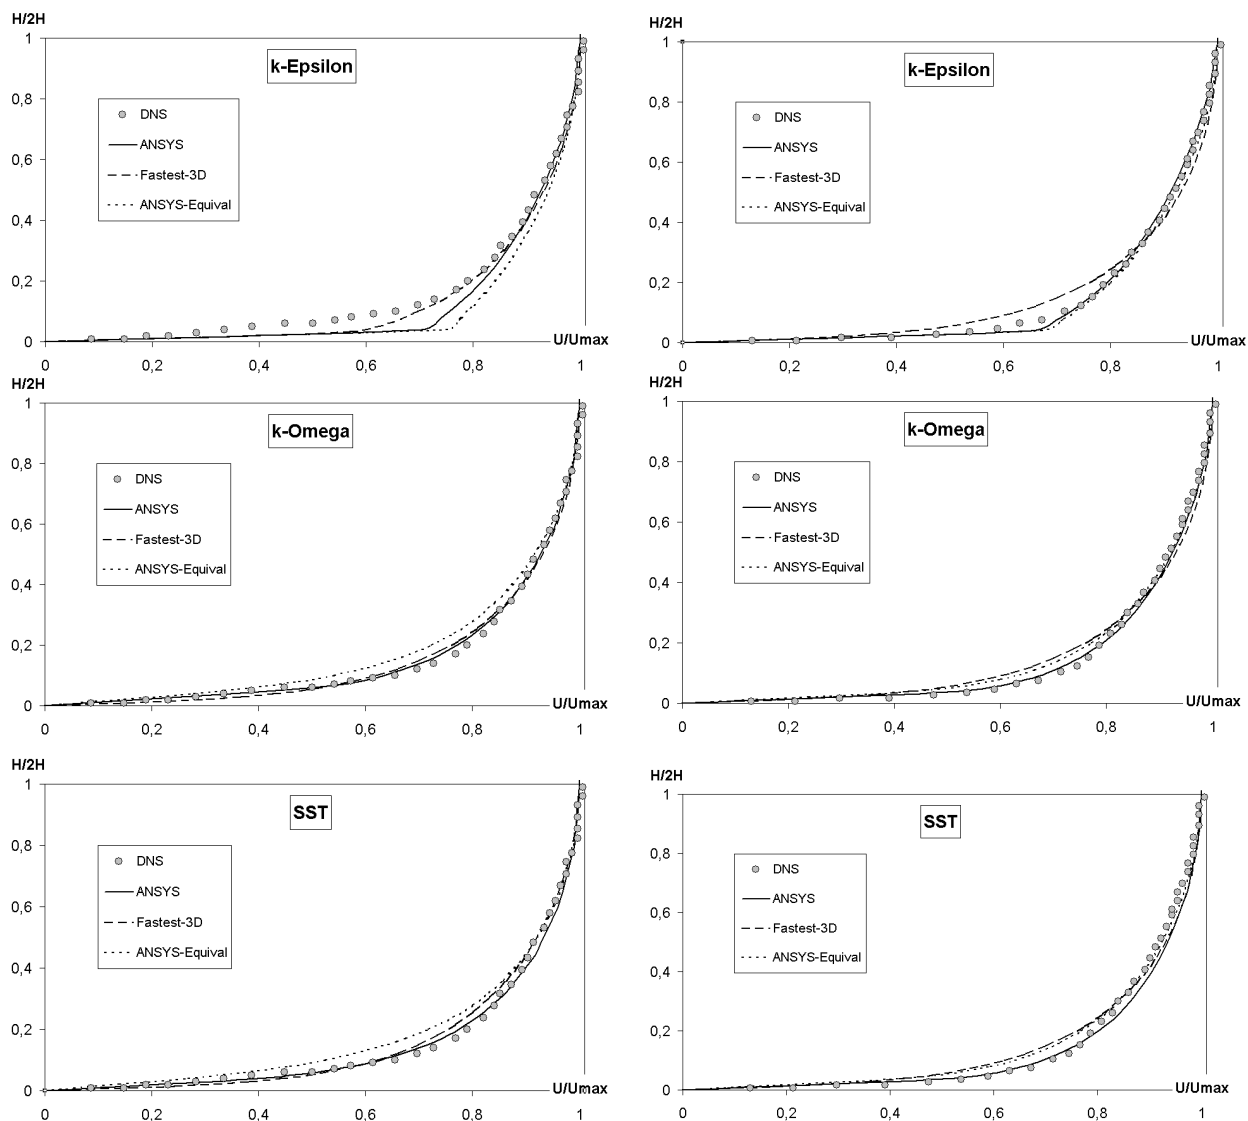 H/2H
1
k-Epsilon
0,8
DNS
ANSYS
0,6
Fastest-3D
ANSYS-Equival
0,4
0,2
0
U/Umax
0 0,2 0,4 0,6 0,8 1
H/2H
1
k-Epsilon
0,8
DNS
ANSYS
0,6
Fastest-3D
ANSYS-Equival
0,4
0,2
0
U/Umax
0 0,2 0,4 0,6 0,8 1
H/2H
1
k-Omega
0,8
DNS
ANSYS
0,6
Fastest-3D
ANSYS-Equival
0,4
0,2
0
U/Umax
0 0,2 0,4 0,6 0,8 1
H/2H
1
k-Omega
0,8
DNS
ANSYS
0,6
Fastest-3D
ANSYS-Equival
0,4
0,2
0
U/Umax
0 0,2 0,4 0,6 0,8 1
H/2H
1
SST
0,8
DNS
ANSYS
0,6
Fastest-3D
ANSYS-Equival
0,4
0,2
0
U/Umax
0 0,2 0,4 0,6 0,8 1
H/2H
1
SST
0,8
DNS
ANSYS
0,6
Fastest-3D
ANSYS-Equival
0,4
0,2
0
U/Umax
0 0,2 0,4 0,6 0,8 1